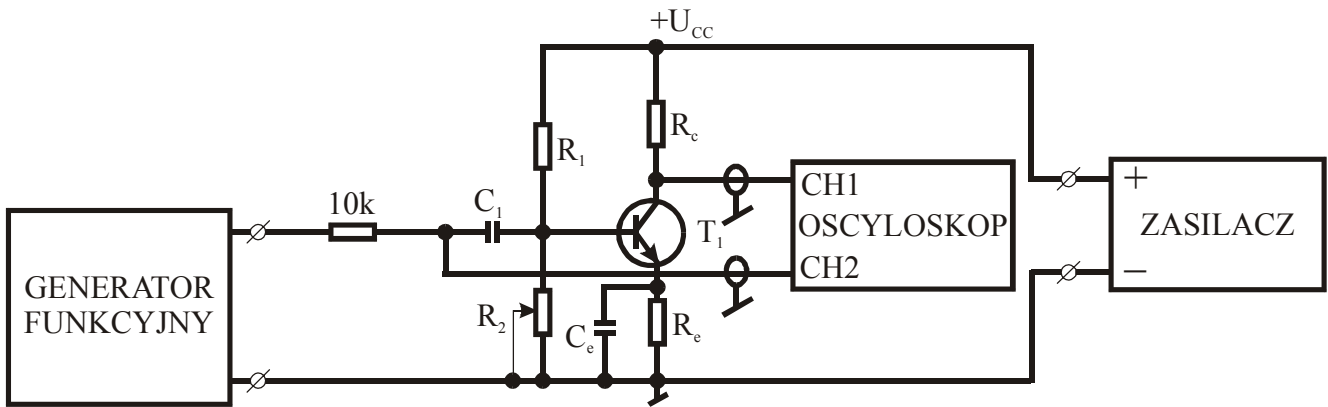 +U_CC
R_c
R_1
10k
C_1
CH1
OSCYLOSKOP
CH2
+
ZASILACZ
−
T_1
GENERATOR
FUNKCYJNY
R_2
C_e
R_e